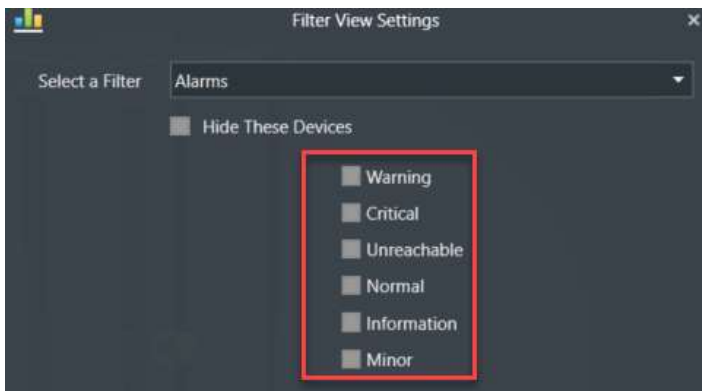 Filter View Settings
Select a Filter Alarms
Hide These Devices
Warning
Critical
Unreachable
Normal
Information
Minor